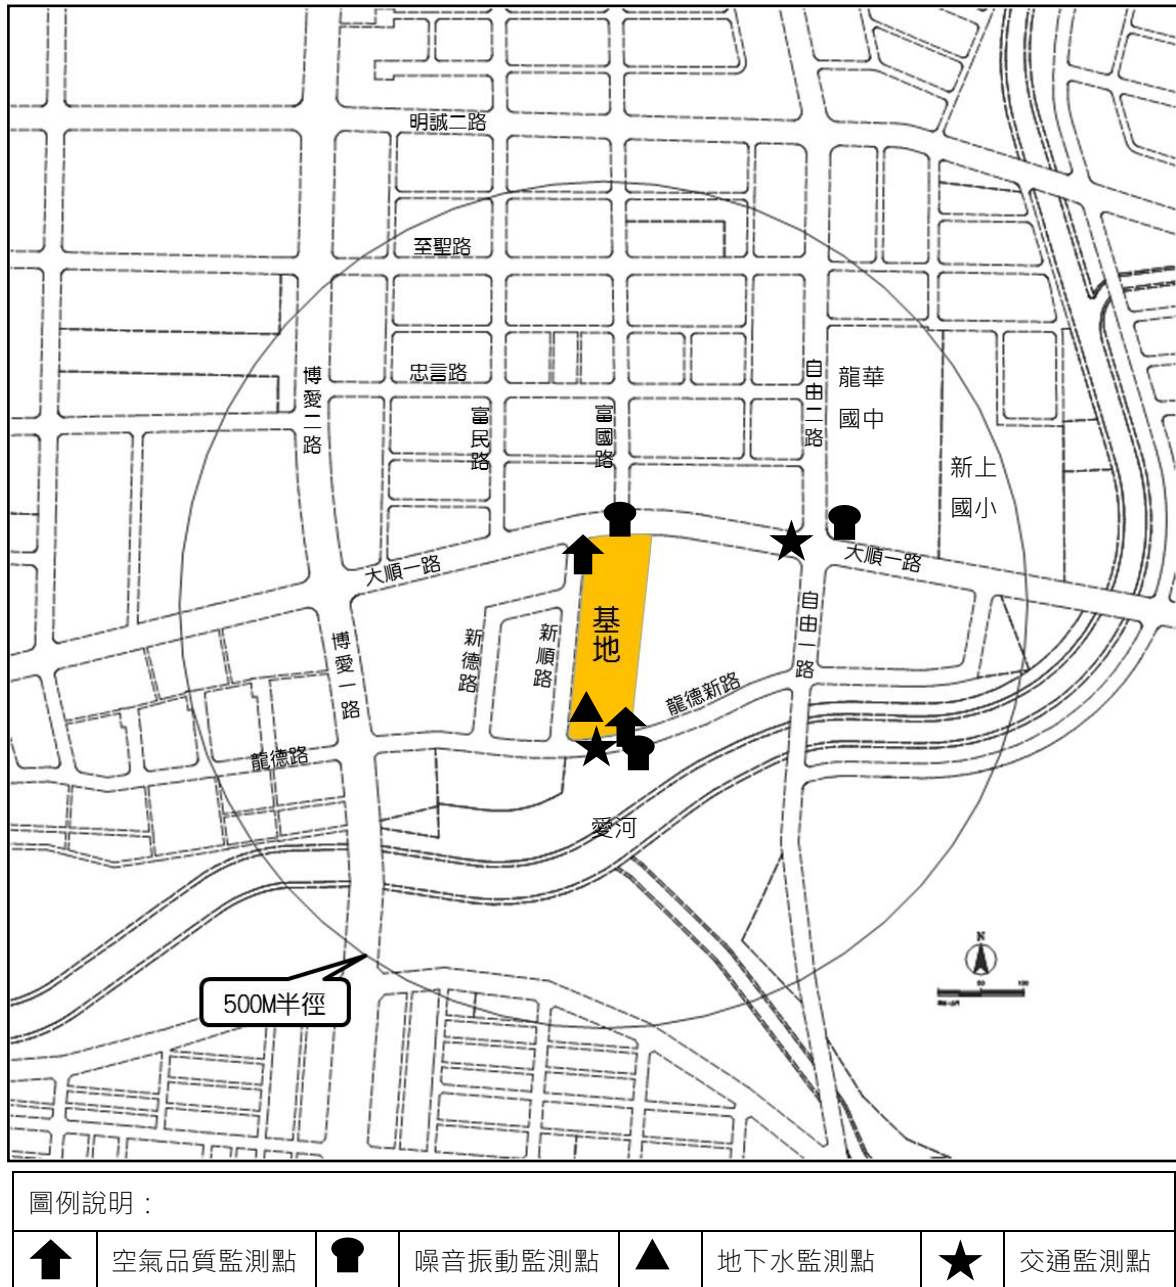 明誠二路
至聖路
忠言路
博愛二路
富民路
富國路
自由二路
龍華
國中
新上
國小
大順一路
大順一路
基地
自由一路
新德路
新順路
博愛一路
龍德新路
龍德路
愛河
500M半徑
N
50
100
圖例說明：
空氣品質監測點
噪音振動監測點
地下水監測點
交通監測點